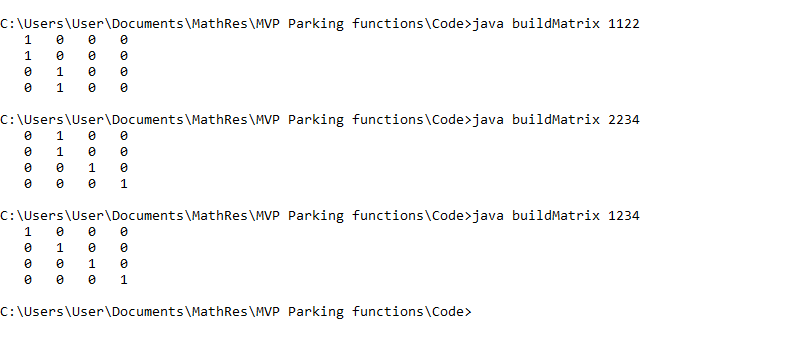 C:\Users\User\Documents\MathRes\MVP Parking functions\Code>java buildMatrix 1122
1 0 0 0
1 0 0 0
0 1 0 0
0 1 0 0
C:\Users\User\Documents\MathRes\MVP Parking functions\Code>java buildMatrix 2234
0 1 0 0
0 1 0 0
0 0 1 0
0 0 0 1
C:\Users\User\Documents\MathRes\MVP Parking functions\Code>java buildMatrix 1234
1 0 0 0
0 1 0 0
0 0 1 0
0 0 0 1
C:\Users\User\Documents\MathRes\MVP Parking functions\Code>